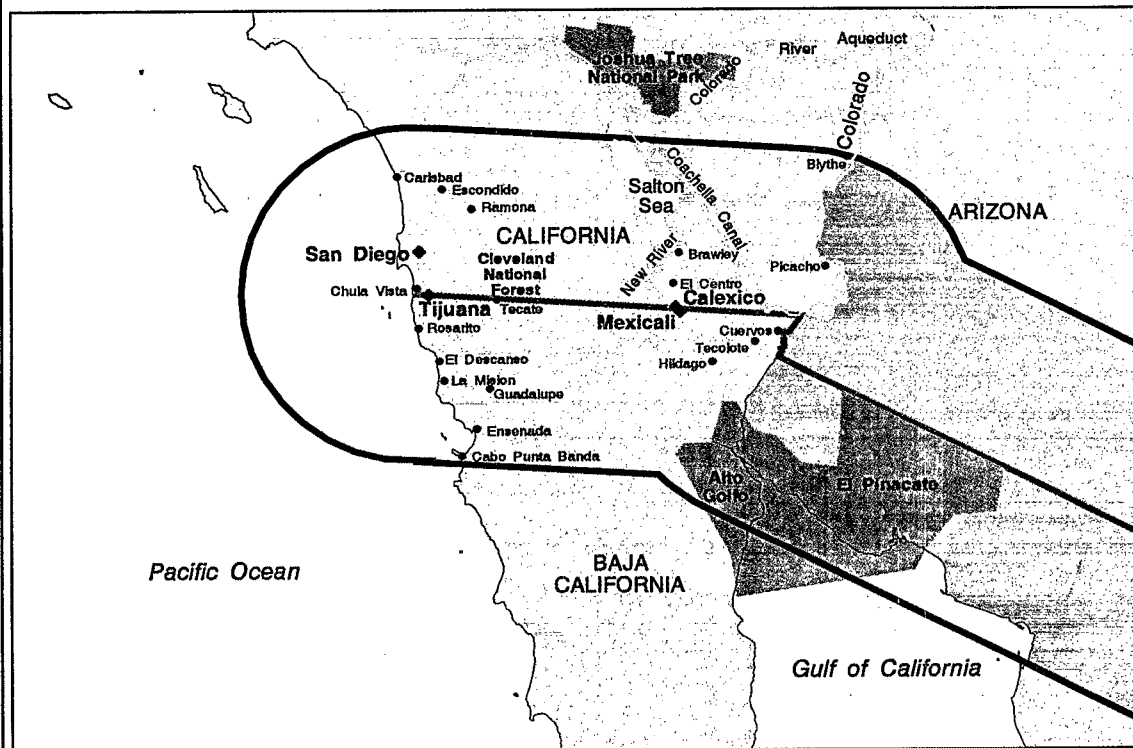 River
Aqueduct
Joshua Tree
National Park
Colorado
Colorado
Blythe
Coachella Canal
Carlsbad
Escondido
Ramona
Salton
Sea
ARIZONA
CALIFORNIA
San Diego
Cleveland
National
Forest
New River
Brawley
Picacho
El Centro
Chula Vista
Tijuana
Tecate
Calexico
Mexicali
Rosarito
Cuervos
Tecolote
Hildago
El Descanso
La Mision
Guadalupe
Ensenada
Cabo Punta Banda
Alto
Golfo
El Pinacate
BAJA
CALIFORNIA
Pacific Ocean
Gulf of California